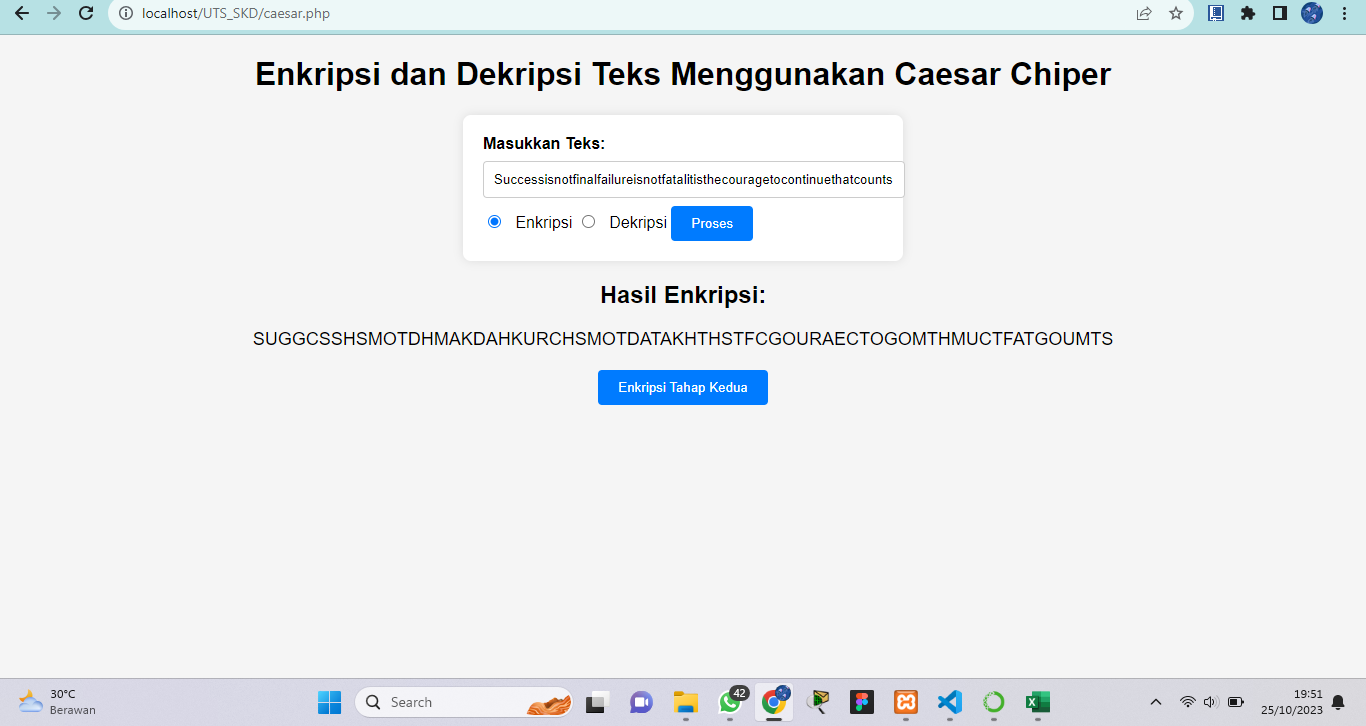 localhost/UTS_SKD/caesar.php
Enkripsi dan Dekripsi Teks Menggunakan Caesar Chiper
Masukkan Teks:
Successisnotfinalfailureisnotfatalitisthecouragetocontinuethatcounts
Enkripsi Dekripsi Proses
Hasil Enkripsi:
SUGGCSSHSMOTDHMAKDAHKURCHSMOTDATAKHTHSTFCGOURAECTOGOMTHMUCTFATGOUMTS
Enkripsi Tahap Kedua
30°C
Berawan
Search
42
19:51
25/10/2023